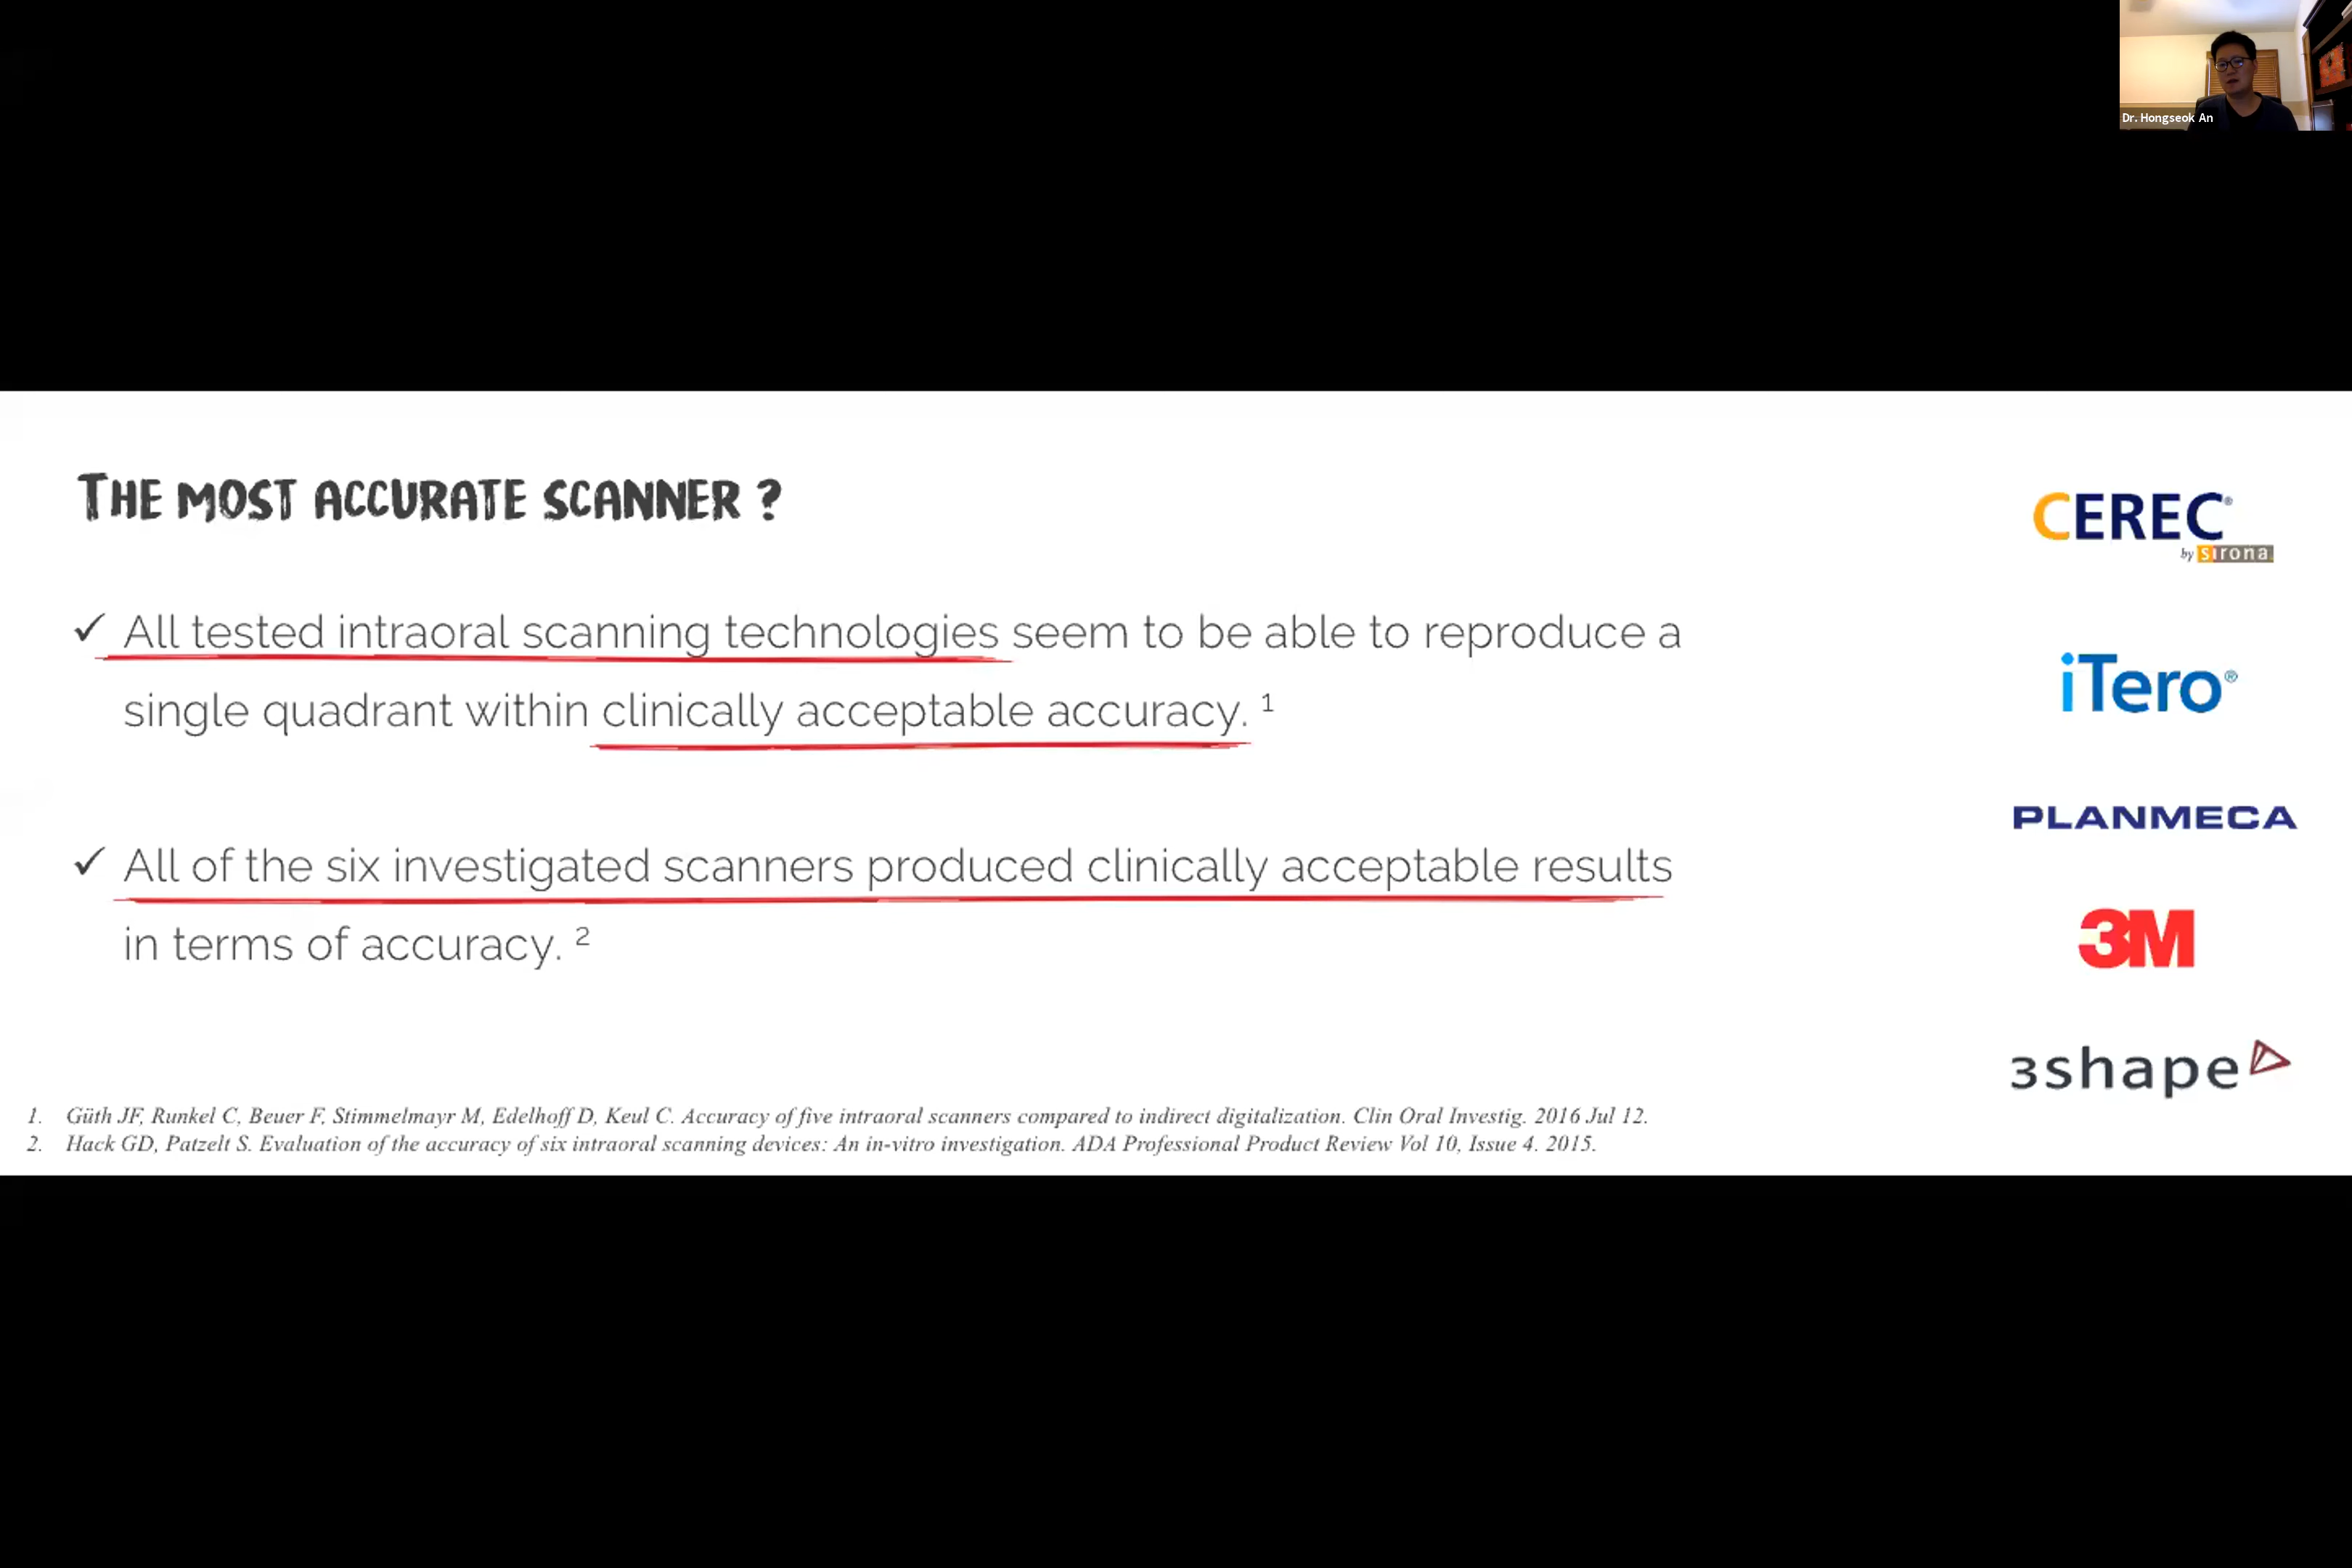 Dr. Hongseok An
THE MOST ACCURATE SCANNER ?
✓ All tested intraoral scanning technologies seem to be able to reproduce a
single quadrant within clinically acceptable accuracy. 1
✓ All of the six investigated scanners produced clinically acceptable results
in terms of accuracy. 2
CEREC®
by sirona
iTero®
PLANMECA
3M
3shape
1. Güth JF, Runkel C, Beuer F, Stimmelmayr M, Edelhoff D, Keul C. Accuracy of five intraoral scanners compared to indirect digitalization. Clin Oral Investig. 2016 Jul 12.
2. Hack GD, Patzelt S. Evaluation of the accuracy of six intraoral scanning devices: An in-vitro investigation. ADA Professional Product Review Vol 10, Issue 4. 2015.